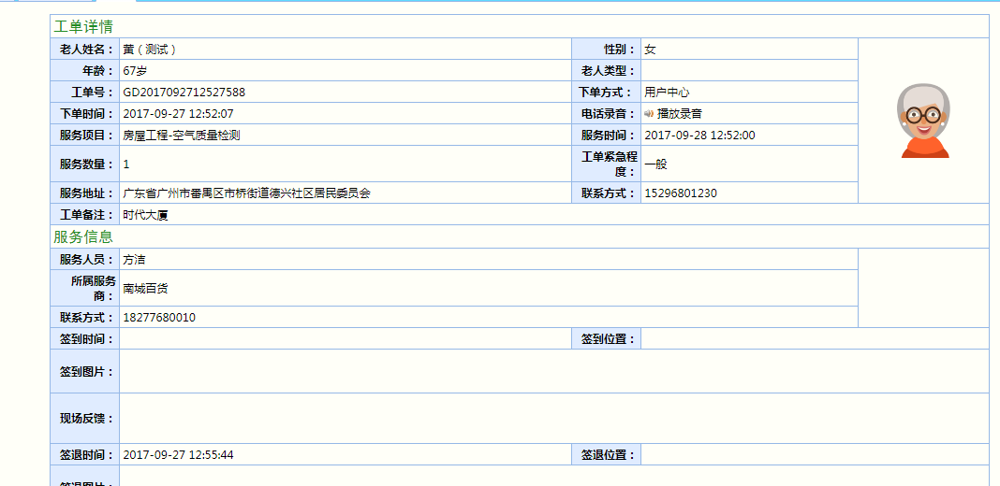 工单详情
老人姓名： 黄（测试） 性别： 女
年龄： 67岁 老人类型：
工单号： GD2017092712527588 下单方式： 用户中心
下单时间： 2017-09-27 12:52:07 电话录音： 播放录音
服务项目： 房屋工程-空气质量检测 服务时间： 2017-09-28 12:52:00
服务数量： 1 工单紧急程
度： 一般
服务地址： 广东省广州市番禺区市桥街道德兴社区居民委员会 联系方式： 15296801230
工单备注： 时代大厦
服务信息
服务人员： 方洁
所属服务
商： 南城百货
联系方式： 18277680010
签到时间： 签到位置：
签到图片：
现场反馈：
签退时间： 2017-09-27 12:55:44 签退位置：
签退图片：